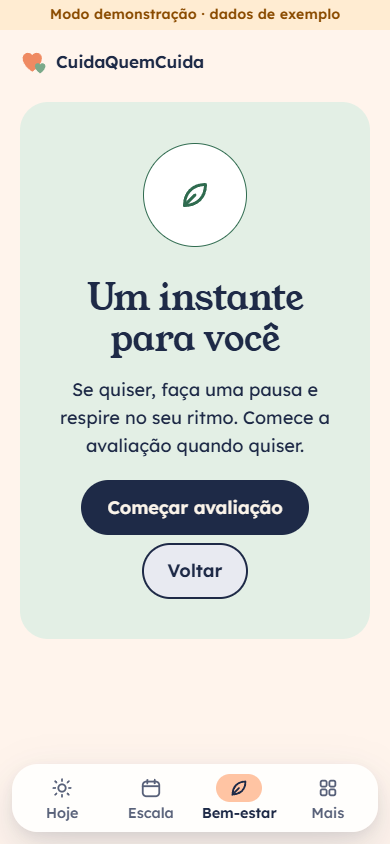 Modo demonstração · dados de exemplo
CuidaQuemCuida
Um instante
para você
Se quiser, faça uma pausa e
respire no seu ritmo. Comece a
avaliação quando quiser.
Começar avaliação
Voltar
Hoje
Escala
Bem-estar
Mais